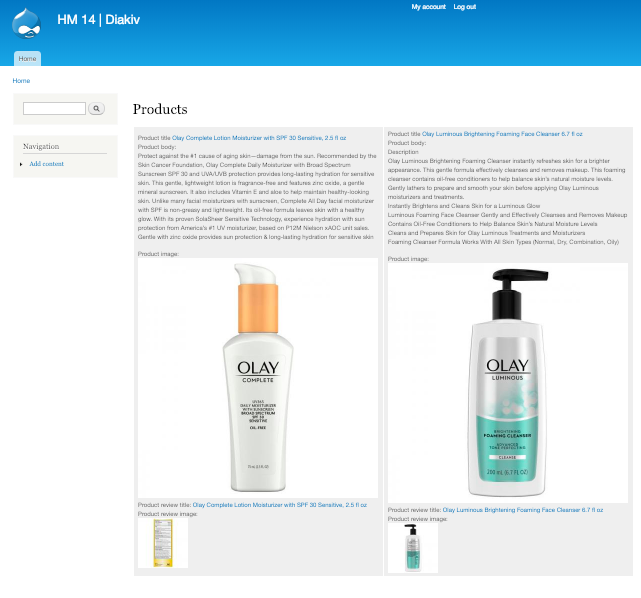 HM 14 | Diakiv
My account Log out
Home
Home
Navigation
Add content
Products
Product title Olay Complete Lotion Moisturizer with SPF 30 Sensitive, 2.5 fl oz
Product body:
Protect against the #1 cause of aging skin—damage from the sun. Recommended by the
Skin Cancer Foundation, Olay Complete Daily Moisturizer with Broad Spectrum
Sunscreen SPF 30 and UVA/UVB protection provides long-lasting hydration for sensitive
skin. This gentle, lightweight lotion is fragrance-free and features zinc oxide, a gentle
mineral sunscreen. It also includes Vitamin E and aloe to help maintain healthy-looking
skin. Unlike many facial moisturizers with sunscreen, Complete All Day facial moisturizer
with SPF is non-greasy and lightweight. Its oil-free formula leaves skin with a healthy
glow. With its proven SolaSheer Sensitive Technology, experience hydration with sun
protection from America's #1 UV moisturizer, based on P12M Nielson xAOC unit sales.
Gentle with zinc oxide provides sun protection & long-lasting hydration for sensitive skin
Product image:
OLAY
COMPLETE
DAILY MOISTURIZER
WITH SUNSCREEN
BROAD SPECTRUM
SPF 30
SENSITIVE
OIL-FREE
Product review title: Olay Complete Lotion Moisturizer with SPF 30 Sensitive, 2.5 fl oz
Product review image:
Product title Olay Luminous Brightening Foaming Face Cleanser 6.7 fl oz
Product body:
Description
Olay Luminous Brightening Foaming Cleanser instantly refreshes skin for a brighter
appearance. This gentle formula effectively cleanses and removes makeup. This foaming
cleanser contains oil-free conditioners to help balance skin's natural moisture levels.
Gently lathers to prepare and smooth your skin before applying Olay Luminous
moisturizers and treatments.
Instantly Brightens and Cleans Skin for a Luminous Glow
Luminous Foaming Face Cleanser Gently and Effectively Cleanses and Removes Makeup
Contains Oil-Free Conditioners to Help Balance Skin's Natural Moisture Levels
Cleans and Prepares Skin for Olay Luminous Treatments and Moisturizers
Foaming Cleanser Formula Works With All Skin Types (Normal, Dry, Combination, Oily)
Product image:
OLAY
LUMINOUS
BRIGHTENING
FOAMING CLEANSER
ADVANCED
TONE PERFECTING
CLEANSE
200 mL (6.7 FL OZ)
Product review title: Olay Luminous Brightening Foaming Face Cleanser 6.7 fl oz
Product review image: